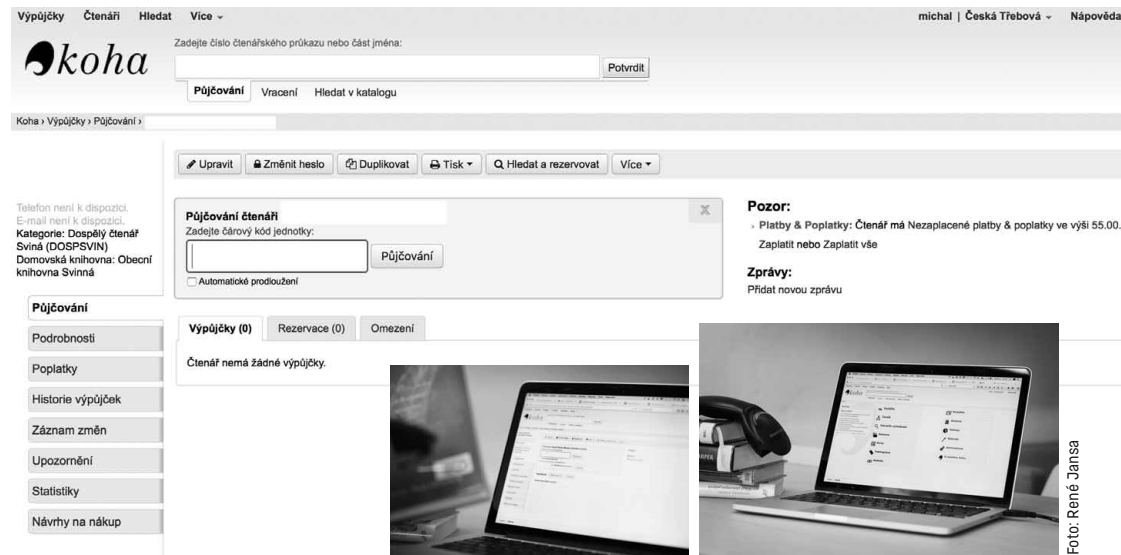 Výpůjčky Čtenáři Hledat Více
michal | Česká Třebová Nápověda
koha
Zadejte číslo čtenářského průkazu nebo část jména:
Potvrdit
Půjčování Vracení Hledat v katalogu
Koha › Výpůjčky › Půjčování ›
Upravit Změnit heslo Duplikovat Tisk Hledat a rezervovat Více
Telefon není k dispozici.
E-mail není k dispozici.
Kategorie: Dospělý čtenář
Sviná (DOSPSVIN)
Domovská knihovna: Obecní
knihovna Svinná
Půjčování
Podrobnosti
Poplatky
Historie výpůjček
Záznam změn
Upozornění
Statistiky
Návrhy na nákup
Půjčování čtenáři
Zadejte čárový kód jednotky:
Půjčování
Automatické prodloužení
X
Výpůjčky (0) Rezervace (0) Omezení
Čtenář nemá žádné výpůjčky.
Pozor:
Platby & Poplatky: Čtenář má Nezaplacené platby & poplatky ve výši 55.00.
Zaplatit nebo Zaplatit vše
Zprávy:
Přidat novou zprávu
koha
Foto: René Jansa